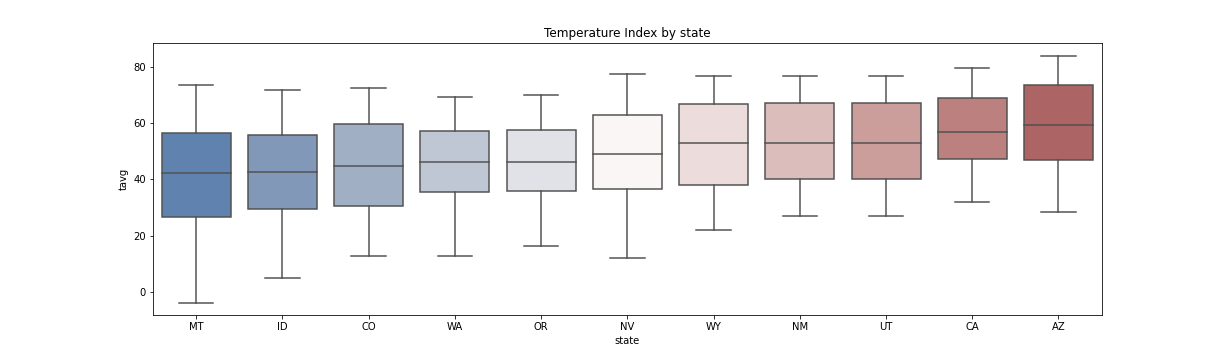 Temperature Index by state
tavg
80
60
40
20
0
MT ID CO WA OR NV WY NM UT CA AZ
state